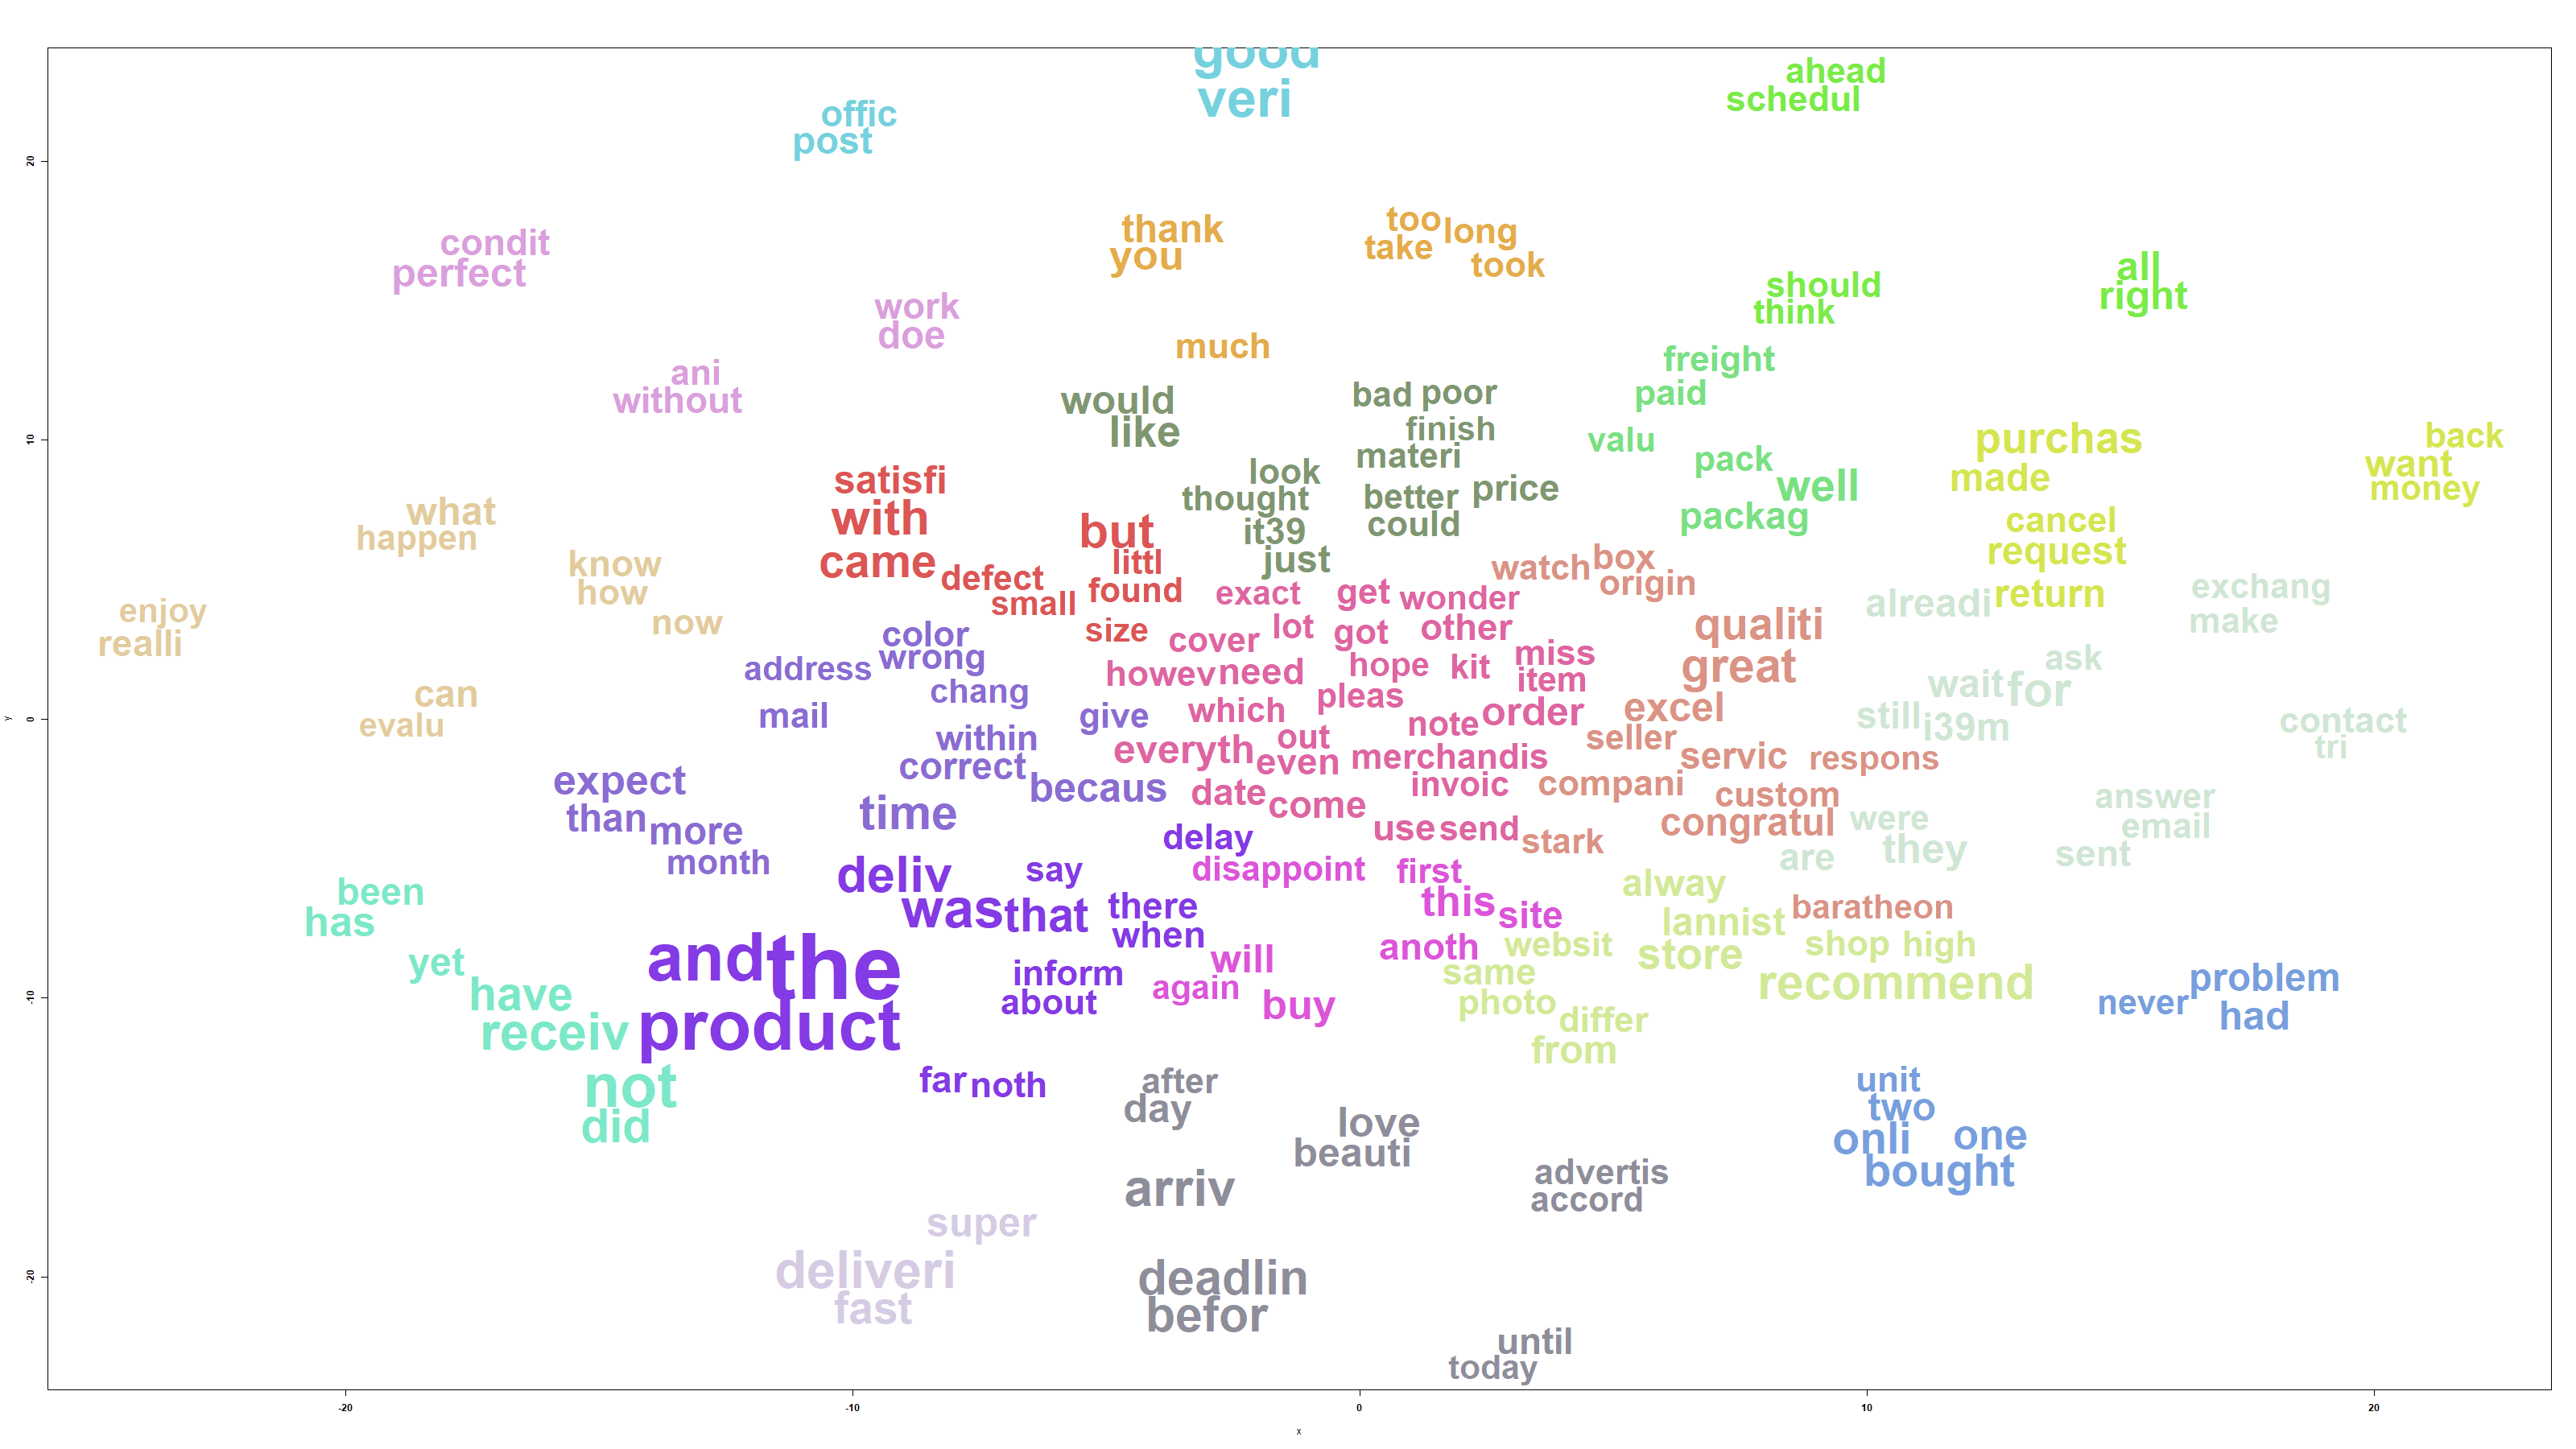 good
veri
ahead
schedul
offic
post
thank
you
too long
take
took
condit
perfect
all
right
should
think
work
doe
much
freight
paid
ani
without
would
like
bad poor
finish
materi
valu
pack
well
packag
purchas
made
back
want
money
look
thought
it39
just
better price
could
satisfi
with
came
but
littl
found
defect
small
size
what
happen
know
how
now
enjoy
realli
can
evalu
watch box
origin
cancel
request
return
alreadi
exchang
make
exact
get wonder
lot got other
cover
howev need
hope kit miss
item
pleas
which
note order
out
everyth
even merchandis
invoic
date come
use send
color
wrong
address
chang
mail
give
within
correct
becaus
time
expect
than more
month
qualiti
great
excel
seller
servic respons
compani
custom
congratul
stark
baratheon
ask
wait for
still i39m
contact
tri
answer
email
sent
were
they
are
been
has
yet
have
receiv
not
did
delay
deliv
say
was that
there
when
and the
product
inform
about
far noth
disappoint
first
this site
anoth
will
again
buy
alway
lannist
store
shop high
recommend
websit
same
photo
differ
from
problem
never
had
unit
two
onli one
bought
after
day
love
beauti
arriv
advertis
accord
super
deliveri
fast
deadlin
befor
until
today
20
10
0
-10
-20
y
-20 -10 0 10 20
x